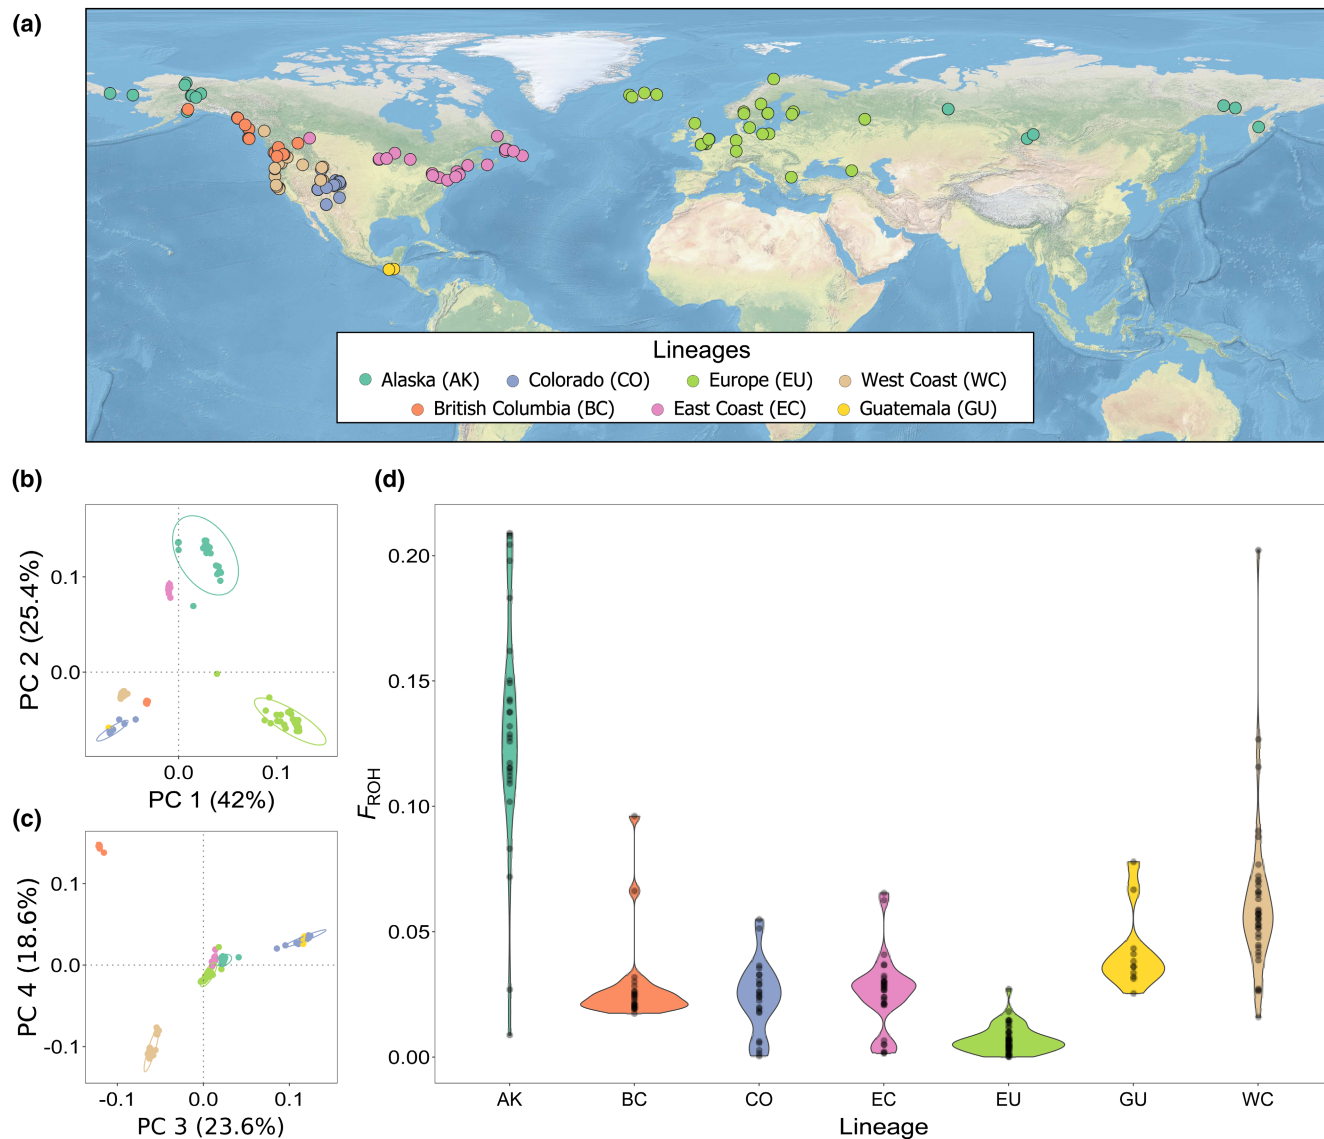 (a)
Lineages
Alaska (AK)
Colorado (CO)
Europe (EU)
West Coast (WC)
British Columbia (BC)
East Coast (EC)
Guatemala (GU)
(b)
PC 2 (25.4%)
0.1
0.0
0.0
0.1
PC 1 (42%)
(c)
PC 4 (18.6%)
0.1
0.0
-0.1
-0.1
0.0
0.1
PC 3 (23.6%)
(d)
FROH
0.20
0.15
0.10
0.05
0.00
AK
BC
CO
EC
EU
GU
WC
Lineage